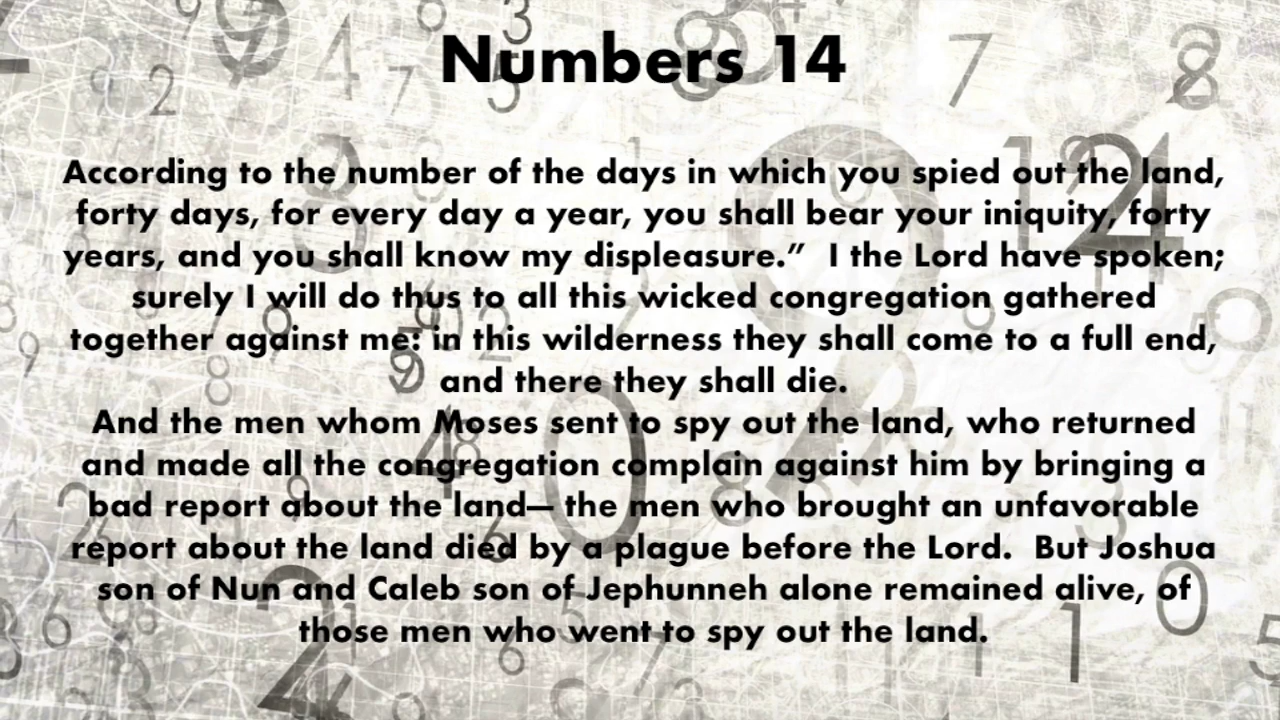 Numbers 14
According to the number of the days in which you spied out the land,
forty days, for every day a year, you shall bear your iniquity, forty
years, and you shall know my displeasure.”  I the Lord have spoken;
surely I will do thus to all this wicked congregation gathered
together against me: in this wilderness they shall come to a full end,
and there they shall die.
And the men whom Moses sent to spy out the land, who returned
and made all the congregation complain against him by bringing a
bad report about the land— the men who brought an unfavorable
report about the land died by a plague before the Lord.  But Joshua
son of Nun and Caleb son of Jephunneh alone remained alive, of
those men who went to spy out the land.